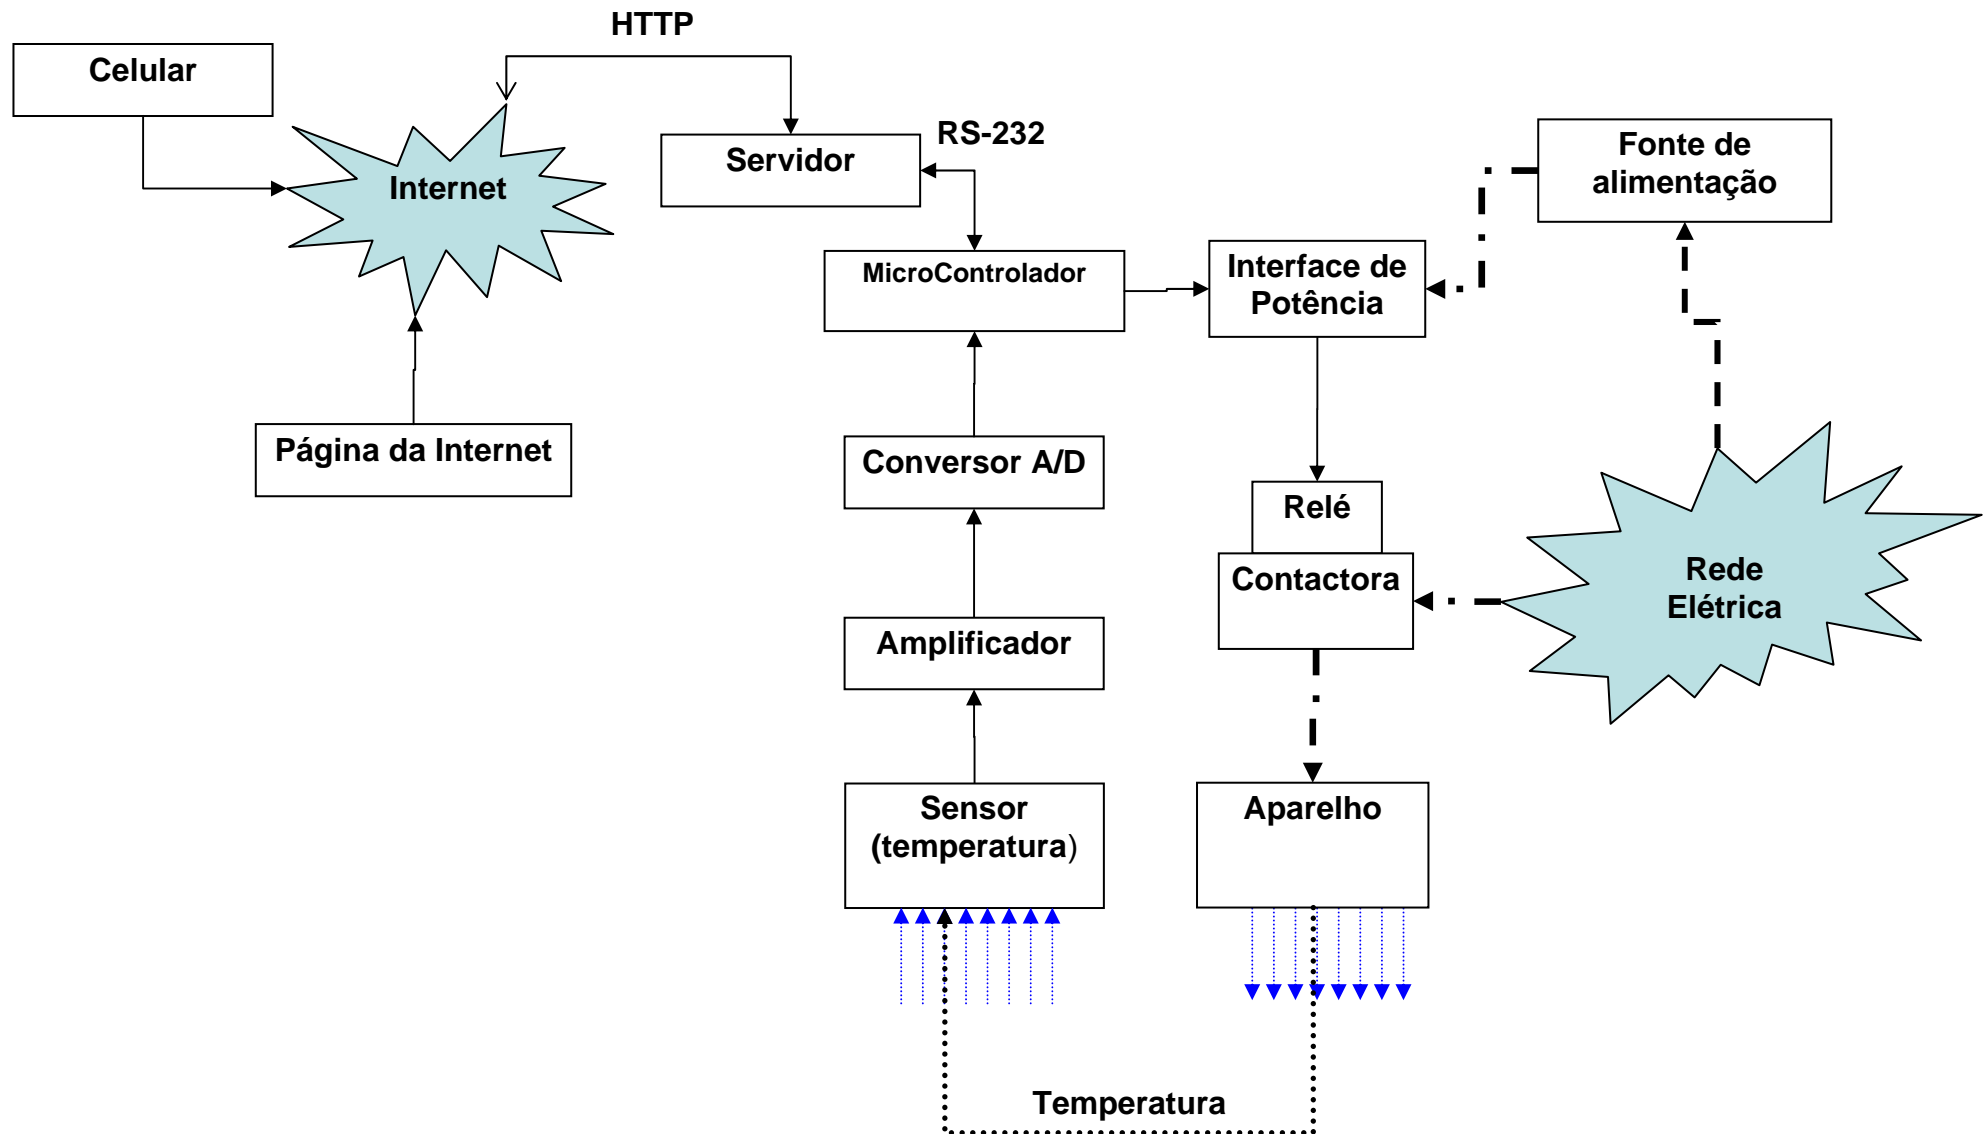 HTTP
Celular
RS-232
Servidor
Fonte de
alimentação
Internet
MicroControlador
Interface de
Potência
Página da Internet
Conversor A/D
Relé
Contactora
Rede
Elétrica
Amplificador
Sensor
(temperatura)
Aparelho
Temperatura